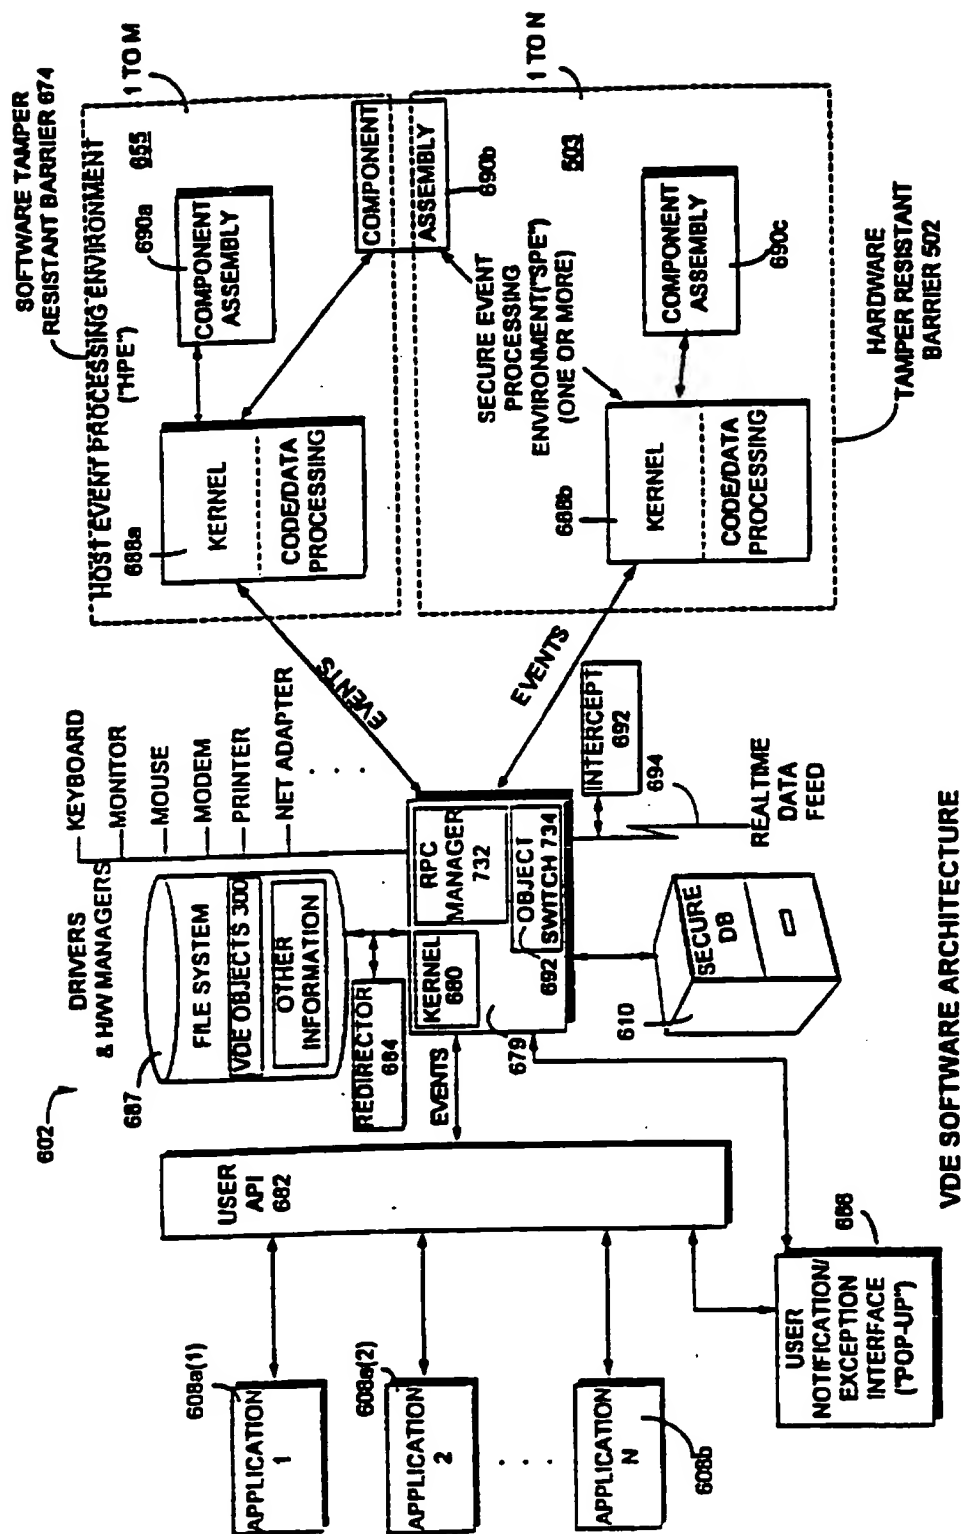 602
DRIVERS
& H/W MANAGERS
KEYBOARD
MONITOR
MOUSE
MODEM
PRINTER
NET ADAPTER
. . .
SOFTWARE TAMPER
RESISTANT BARRIER 674
HOST EVENT PROCESSING ENVIRONMENT
("HPE")
655
1 TO M
688a
KERNEL
CODE/DATA
PROCESSING
690a
COMPONENT
ASSEMBLY
COMPONENT
ASSEMBLY
690b
1 TO N
503
SECURE EVENT
PROCESSING
ENVIRONMENT("SPE")
(ONE OR MORE)
688b
KERNEL
CODE/DATA
PROCESSING
COMPONENT
ASSEMBLY
690c
HARDWARE
TAMPER RESISTANT
BARRIER 502
687
FILE SYSTEM
VDE OBJECTS 300
OTHER
INFORMATION
REDIRECTOR
684
EVENTS
EVENTS
EVENTS
KERNEL
680
RPC
MANAGER
732
692
OBJECT
SWITCH 734
679
INTERCEPT
692
694
REALTIME
DATA
FEED
610
SECURE
DB
USER
API
682
608a(1)
APPLICATION
1
608a(2)
APPLICATION
2
. . . .
APPLICATION
N
608b
686
USER
NOTIFICATION/
EXCEPTION
INTERFACE
("POP-UP")
VDE SOFTWARE ARCHITECTURE